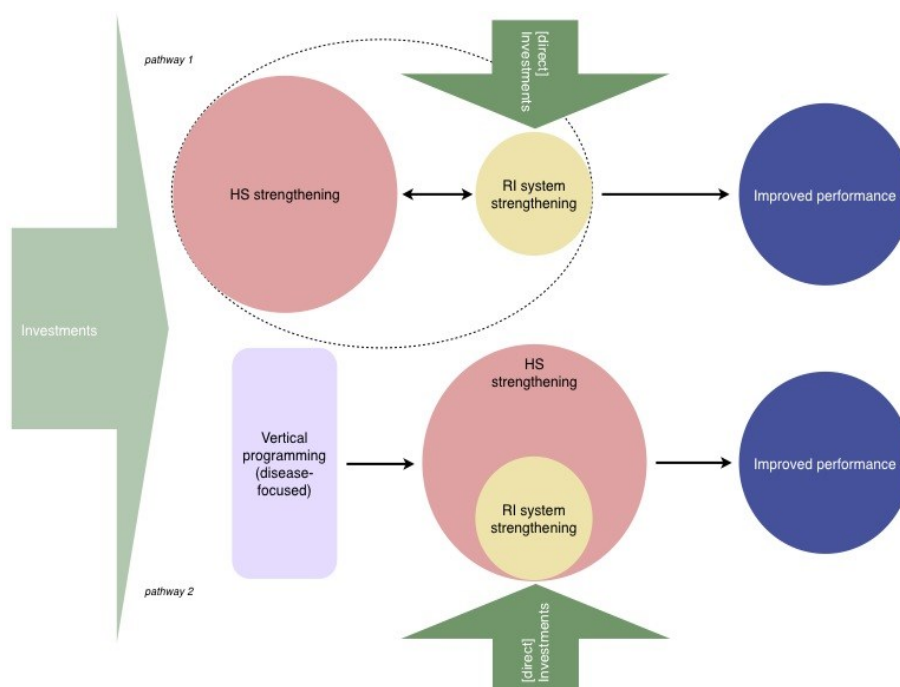 pathway 1
[direct]
Investments
HS strengthening
RI system
strengthening
Improved performance
Investments
HS
strengthening
Vertical
programming
(disease-
focused)
RI system
strengthening
Improved performance
pathway 2
[direct]
Investments